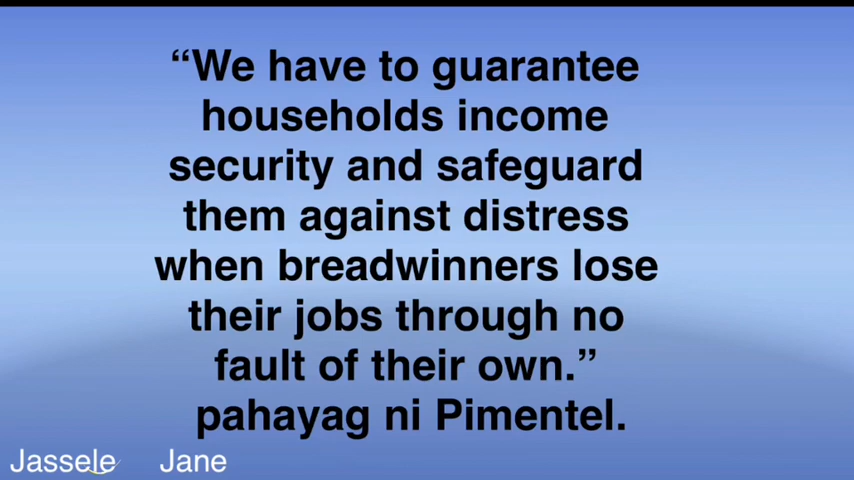 “We have to guarantee
households income
security and safeguard
them against distress
when breadwinners lose
their jobs through no
fault of their own.”
pahayag ni Pimentel.
Jassele Jane